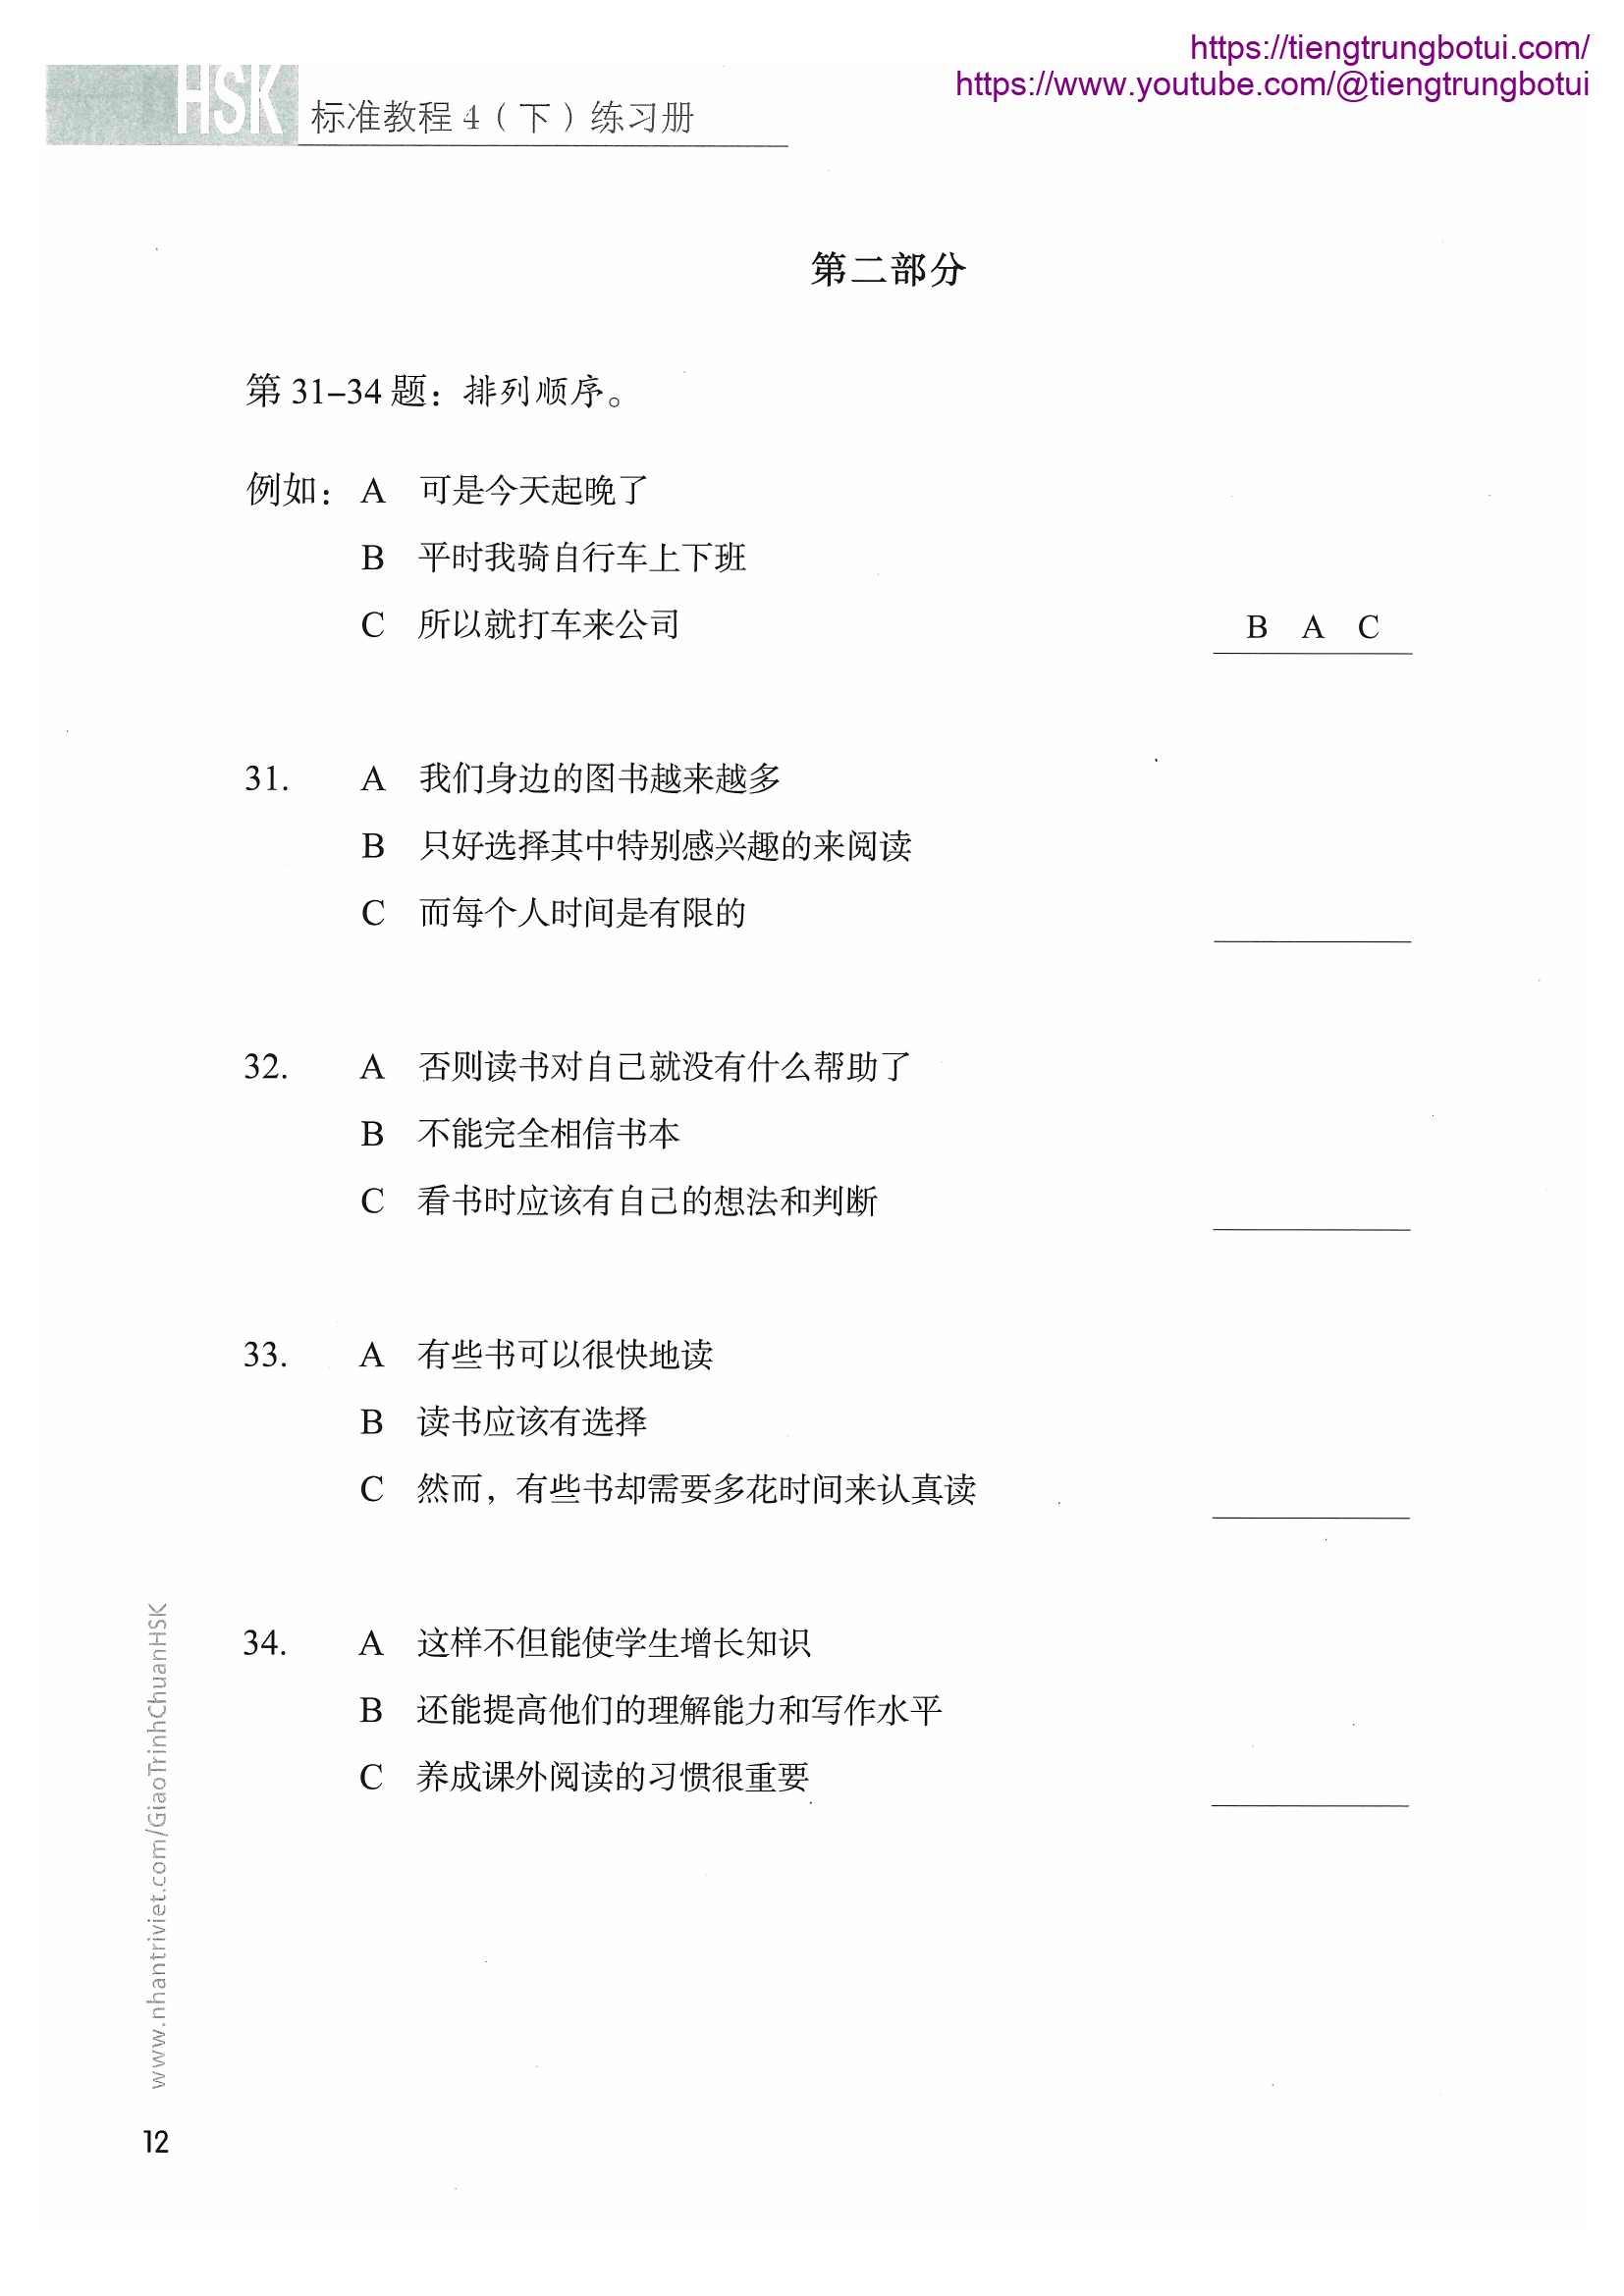 https://tiengtrungbotui.com/
https://www.youtube.com/@tiengtrungbotui
HSK 标准教程 4（下）练习册
第二部分
第 31–34 题：排列顺序。
例如： A 可是今天起晚了
B 平时我骑自行车上下班
C 所以就打车来公司 B A C
31. A 我们身边的图书越来越多
B 只好选择其中特别感兴趣的来阅读
C 而每个人时间是有限的
32. A 否则读书对自己就没有什么帮助了
B 不能完全相信书本
C 看书时应该有自己的想法和判断
33. A 有些书可以很快地读
B 读书应该有选择
C 然而，有些书却需要多花时间来认真读
34. A 这样不但能使学生增长知识
B 还能提高他们的理解能力和写作水平
C 养成课外阅读的习惯很重要
www.nhantriviet.com/GiaoTrinhChuanHSK
12